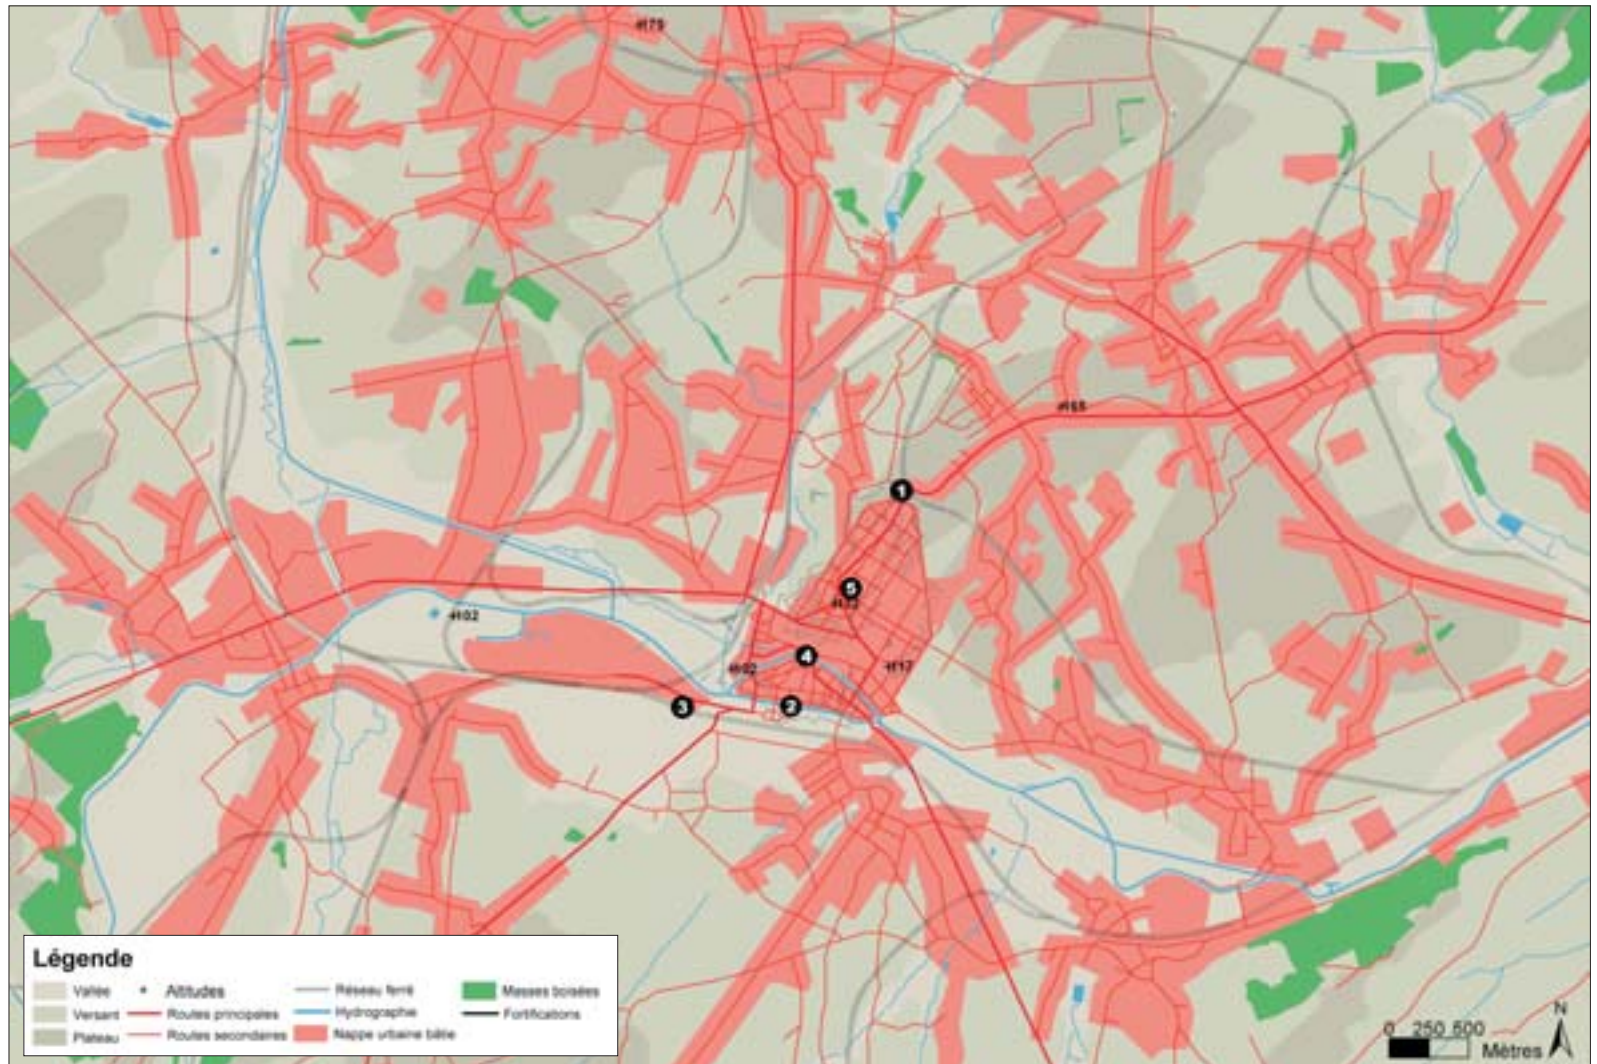 1
5
4
2
3
Légende
Vallée
Altitudes
Réseau ferré
Masses boisées
Versant
Routes principales
Hydrographie
Fortifications
Plateau
Routes secondaires
Nappe urbaine bâtie
N
0 250 500
Mètres